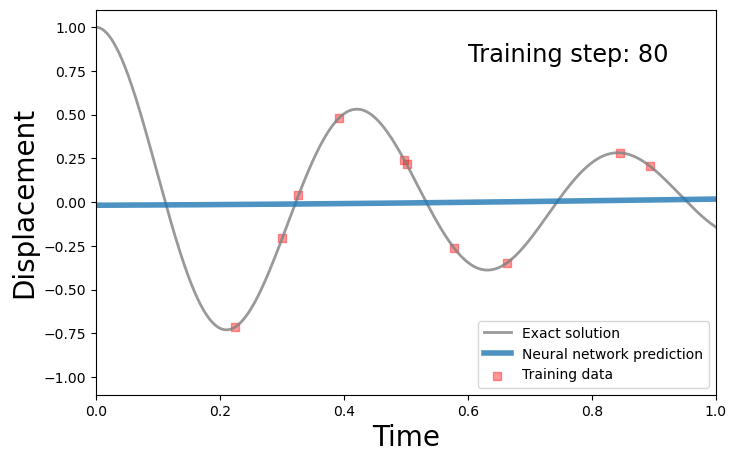 Training step: 80
1.00
0.75
0.50
0.25
0.00
−0.25
−0.50
−0.75
−1.00
Displacement
Exact solution
Neural network prediction
Training data
0.0 0.2 0.4 0.6 0.8 1.0
Time